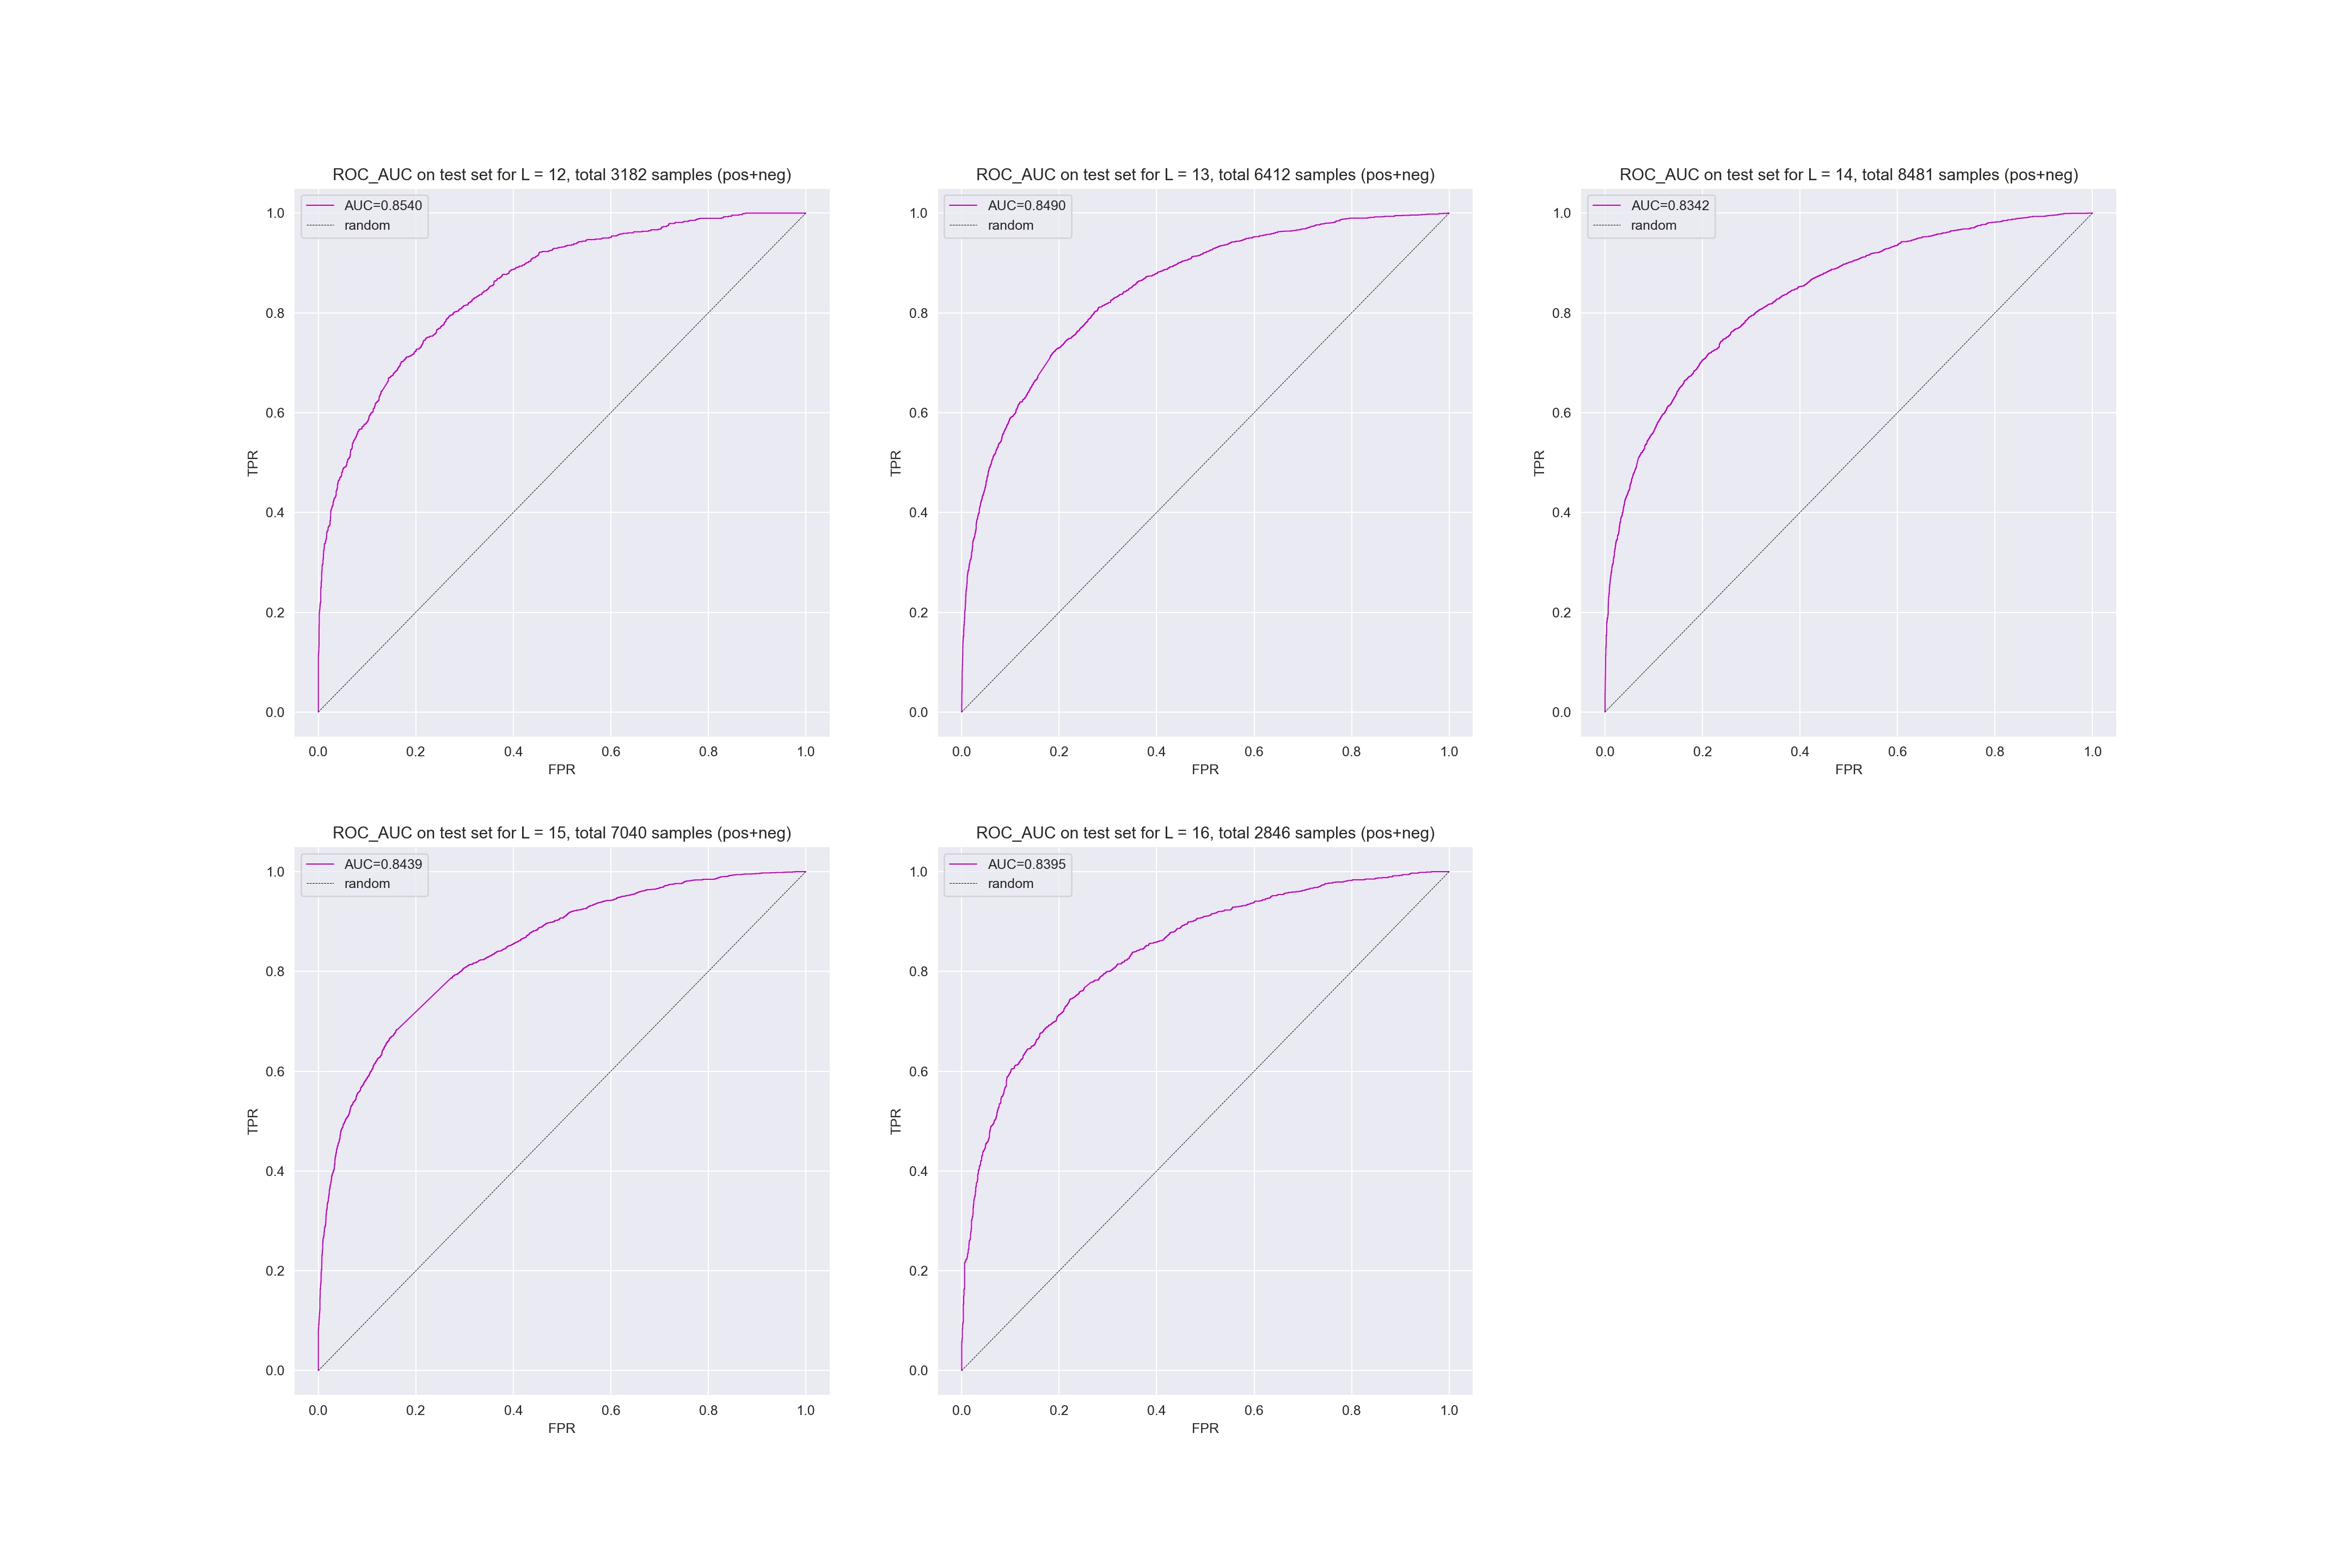 ROC_AUC on test set for L = 12, total 3182 samples (pos+neg)
AUC=0.8540
random
1.0
0.8
0.6
0.4
0.2
0.0
TPR
0.0 0.2 0.4 0.6 0.8 1.0
FPR
ROC_AUC on test set for L = 13, total 6412 samples (pos+neg)
AUC=0.8490
random
1.0
0.8
0.6
0.4
0.2
0.0
TPR
0.0 0.2 0.4 0.6 0.8 1.0
FPR
ROC_AUC on test set for L = 14, total 8481 samples (pos+neg)
AUC=0.8342
random
1.0
0.8
0.6
0.4
0.2
0.0
TPR
0.0 0.2 0.4 0.6 0.8 1.0
FPR
ROC_AUC on test set for L = 15, total 7040 samples (pos+neg)
AUC=0.8439
random
1.0
0.8
0.6
0.4
0.2
0.0
TPR
0.0 0.2 0.4 0.6 0.8 1.0
FPR
ROC_AUC on test set for L = 16, total 2846 samples (pos+neg)
AUC=0.8395
random
1.0
0.8
0.6
0.4
0.2
0.0
TPR
0.0 0.2 0.4 0.6 0.8 1.0
FPR